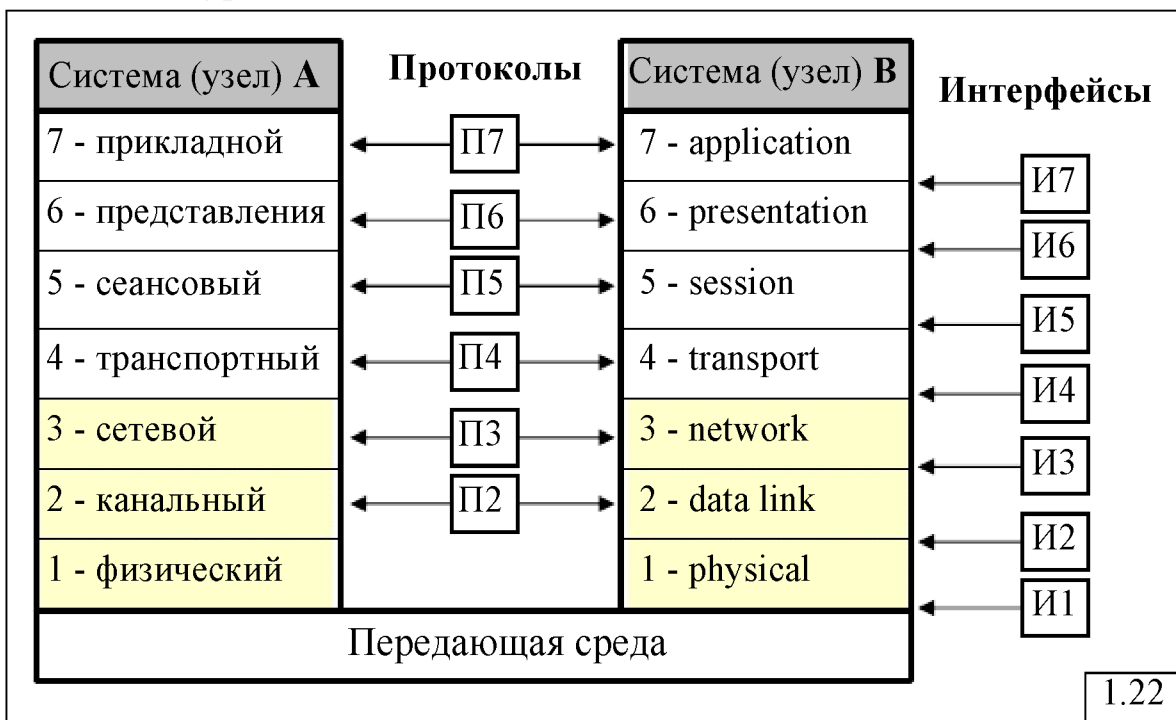 Система (узел) А
Протоколы
Система (узел) В
Интерфейсы
7 - прикладной
П7
7 - application
И7
6 - представления
П6
6 - presentation
И6
5 - сеансовый
П5
5 - session
И5
4 - транспортный
П4
4 - transport
И4
3 - сетевой
П3
3 - network
И3
2 - канальный
П2
2 - data link
И2
1 - физический
1 - physical
И1
Передающая среда
1.22